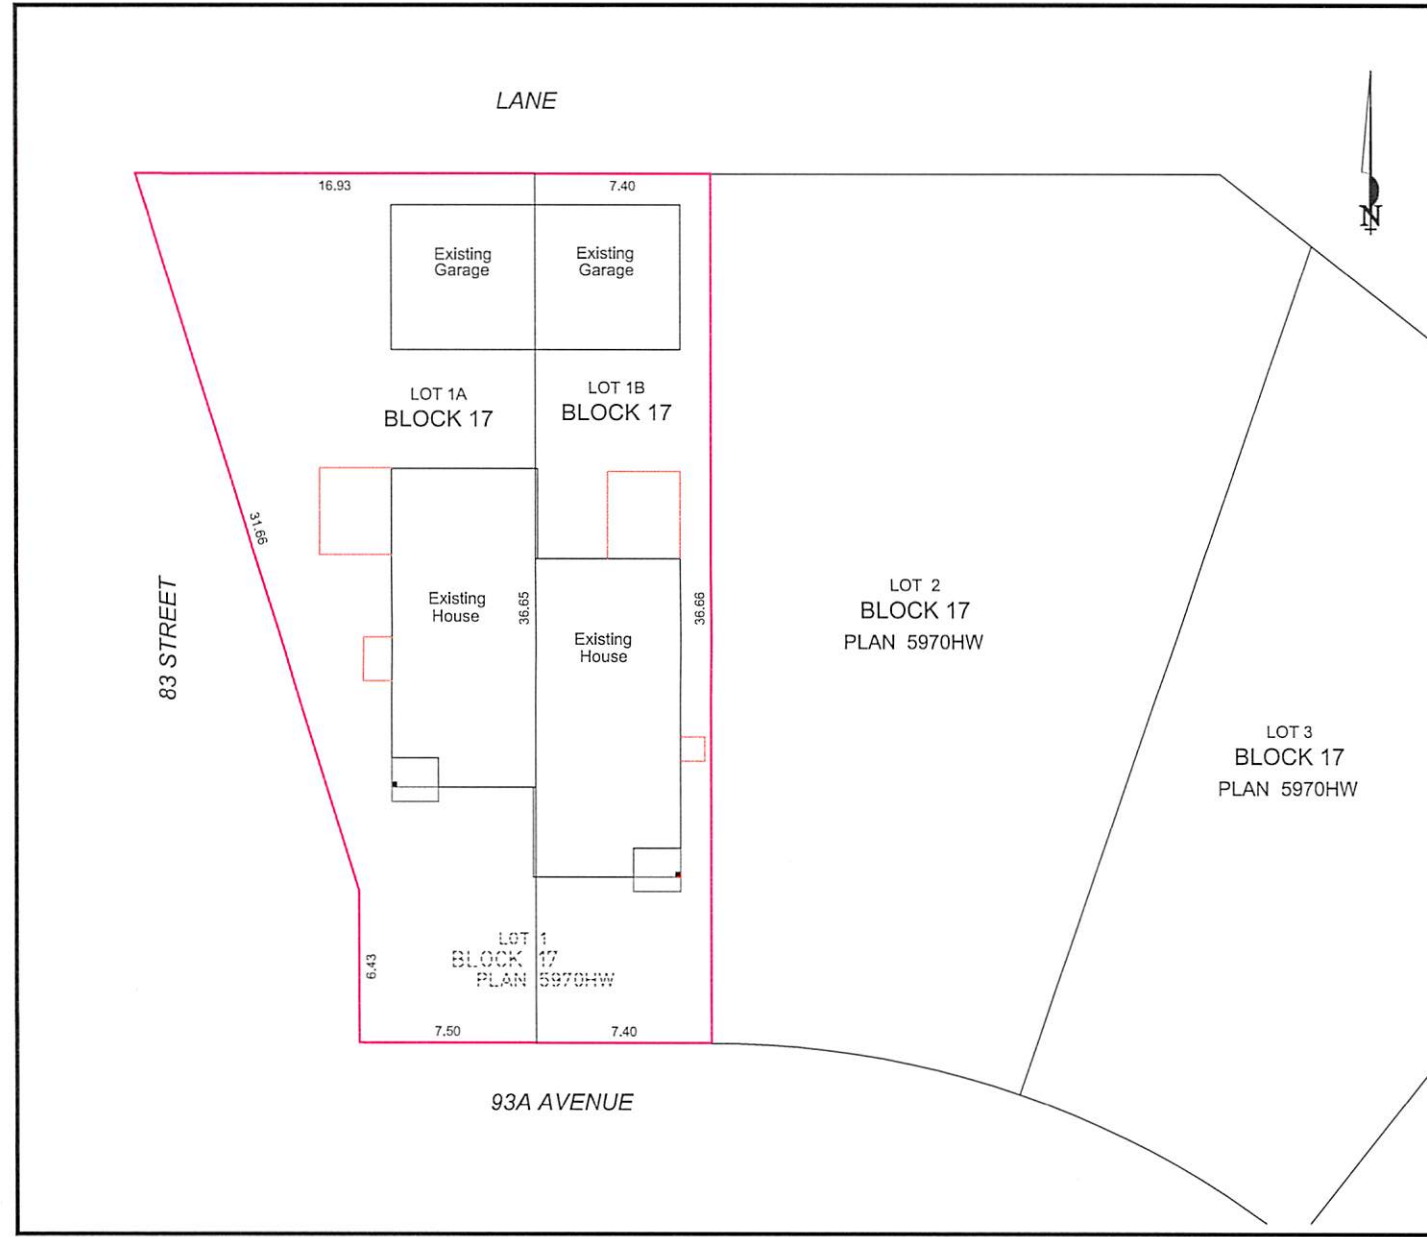 LANE
16.93
7.40
N
Existing
Garage
Existing
Garage
LOT 1A
BLOCK 17
LOT 1B
BLOCK 17
31.66
83 STREET
Existing
House
36.65
Existing
House
36.66
LOT 2
BLOCK 17
PLAN 5970HW
LOT 3
BLOCK 17
PLAN 5970HW
6.43
LOT 1
BLOCK 17
PLAN 5970HW
7.50
7.40
93A AVENUE